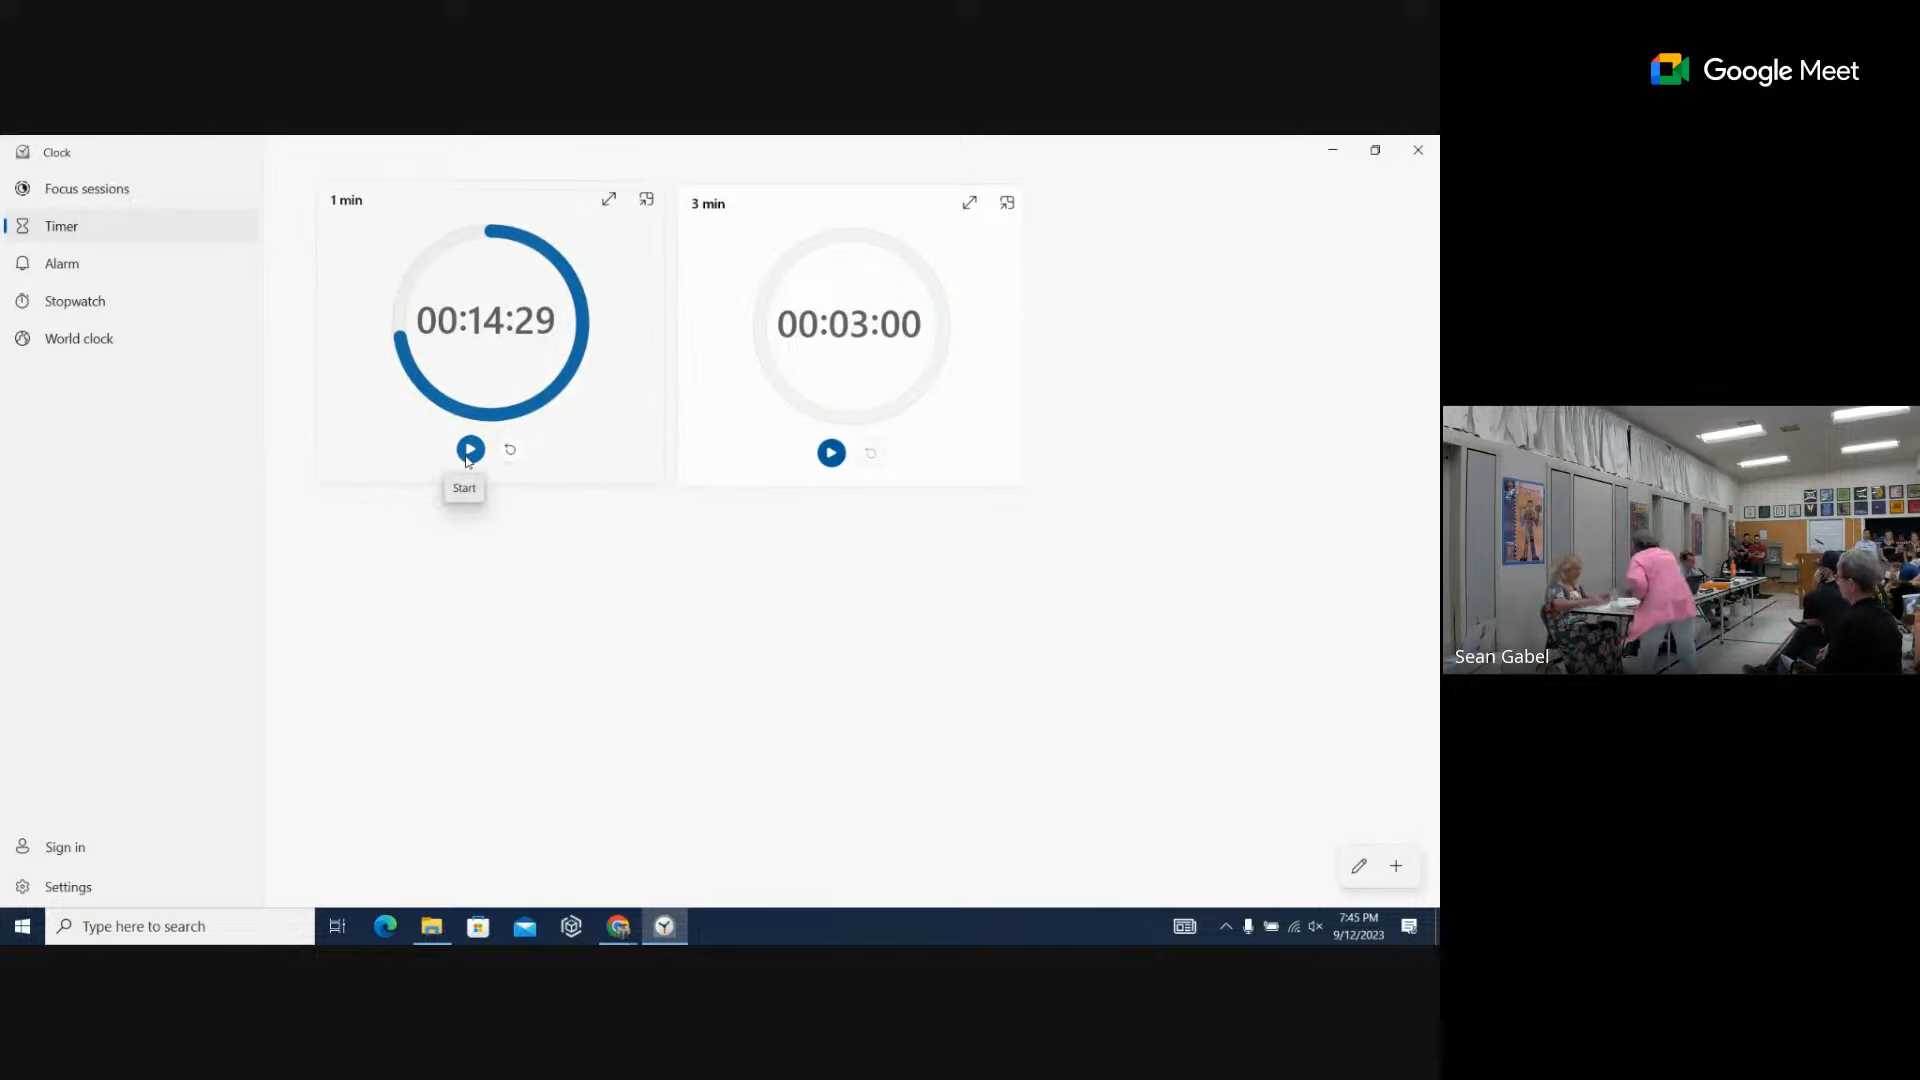 Google Meet
Clock
Focus sessions
Timer
Alarm
Stopwatch
World clock
Sign in
Settings
1 min
00:14:29
Start
3 min
00:03:00
Type here to search
7:45 PM
9/12/2023
Sean Gabel